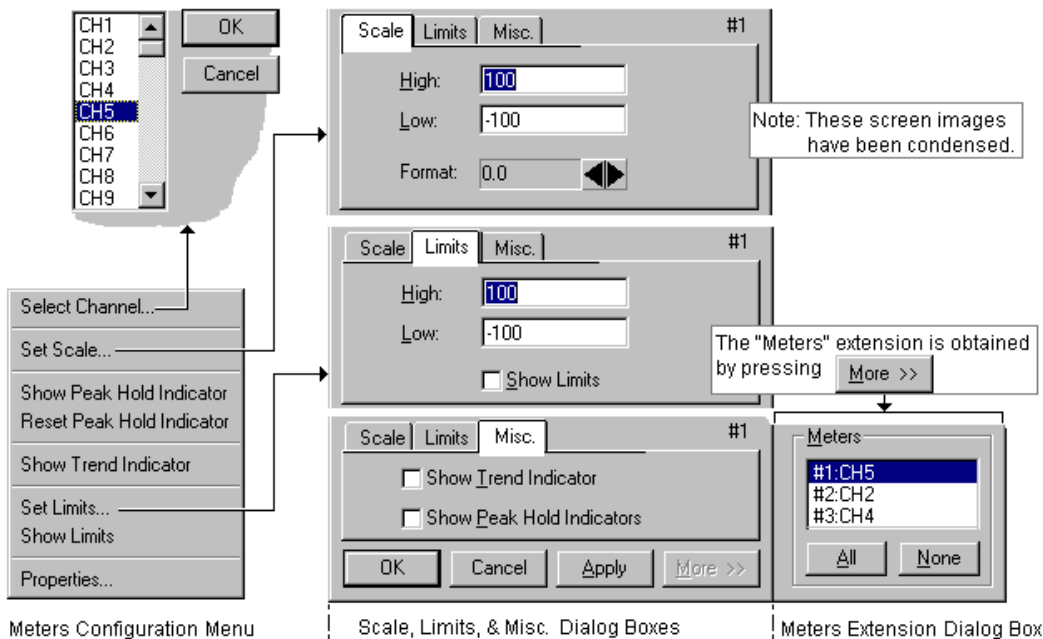 CH1
CH2
CH3
CH4
CH5
CH6
CH7
CH8
CH9
OK
Cancel
Scale Limits Misc. #1
High: 100
Low: -100
Format: 0.0
Note: These screen images
have been condensed.
Scale Limits Misc. #1
High: 100
Low: -100
Show Limits
Select Channel...
Set Scale...
Show Peak Hold Indicator
Reset Peak Hold Indicator
Show Trend Indicator
Set Limits...
Show Limits
Properties...
The "Meters" extension is obtained
by pressing More >>
Scale Limits Misc. #1
Show Trend Indicator
Show Peak Hold Indicators
OK Cancel Apply More >>
Meters
#1:CH5
#2:CH2
#3:CH4
All None
Meters Configuration Menu
Scale, Limits, & Misc. Dialog Boxes
Meters Extension Dialog Box